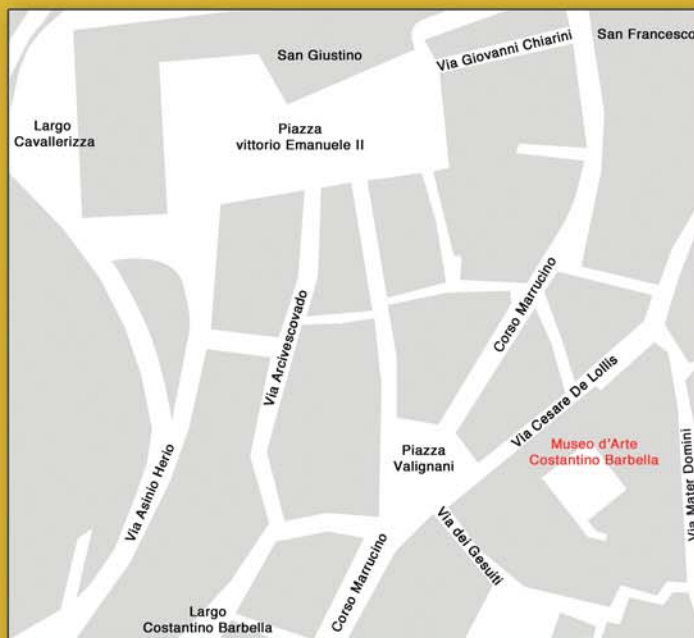 San Giustino
Via Giovanni Chiarini
San Francesco
Largo
Cavallerizza
Piazza
vittorio Emanuele II
Corso Marrucino
Via Arcivescovado
Via Cesare De Lollis
Piazza
Valignani
Museo d'Arte
Costantino Barbella
Via Asinio Herio
Via Mater Domini
Via dei Gesuiti
Corso Marrucino
Largo
Costantino Barbella